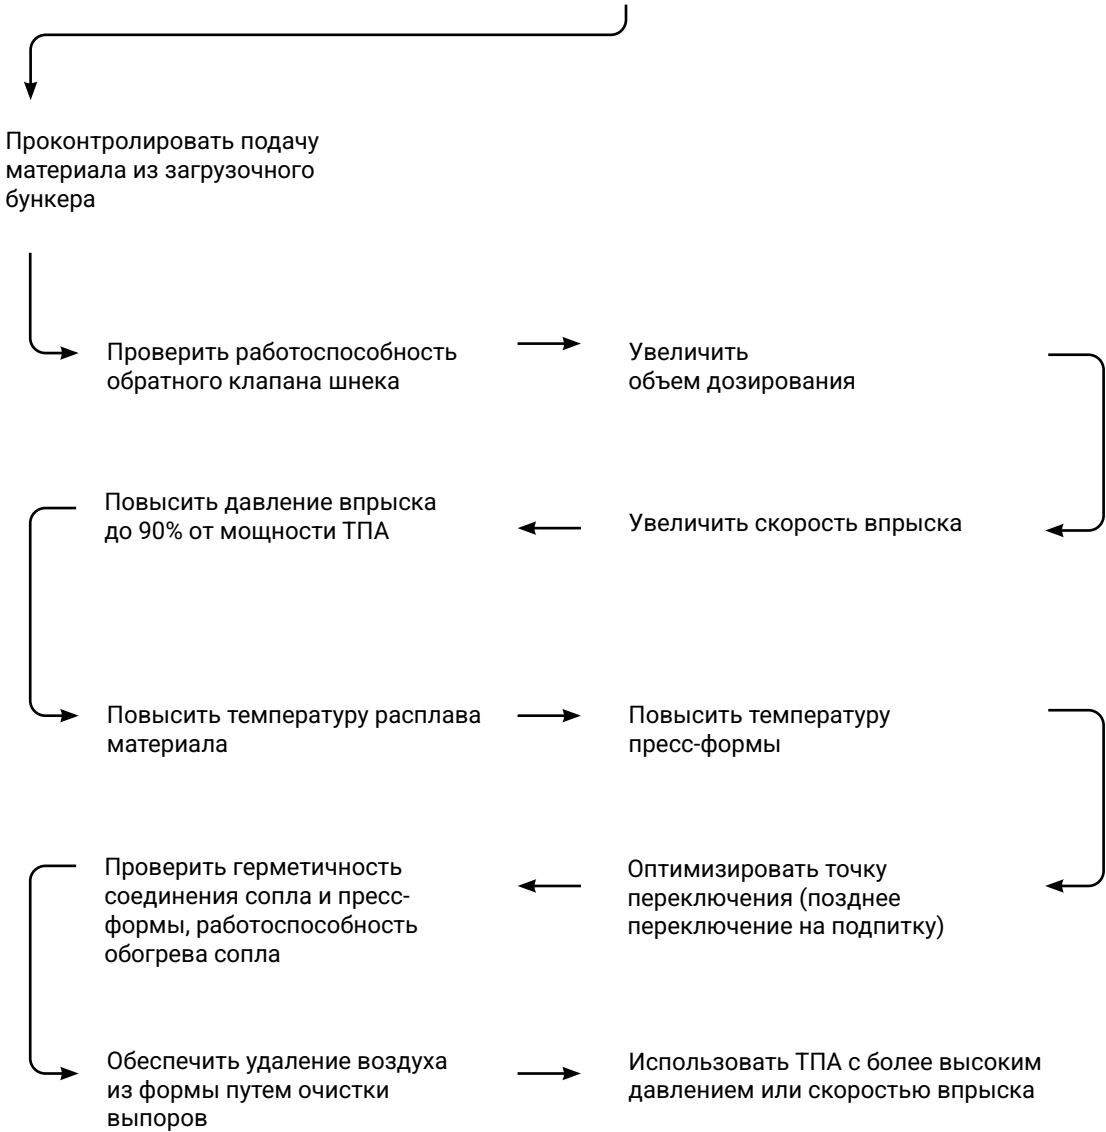 Проконтролировать подачу
материала из загрузочного
бункера
Проверить работоспособность
обратного клапана шнека
Увеличить
объем дозирования
Увеличить скорость впрыска
Повысить давление впрыска
до 90% от мощности ТПА
Повысить температуру расплава
материала
Повысить температуру
пресс-формы
Оптимизировать точку
переключения (позднее
переключение на подпитку)
Проверить герметичность
соединения сопла и пресс-
формы, работоспособность
обогрева сопла
Обеспечить удаление воздуха
из формы путем очистки
выпоров
Использовать ТПА с более высоким
давлением или скоростью впрыска